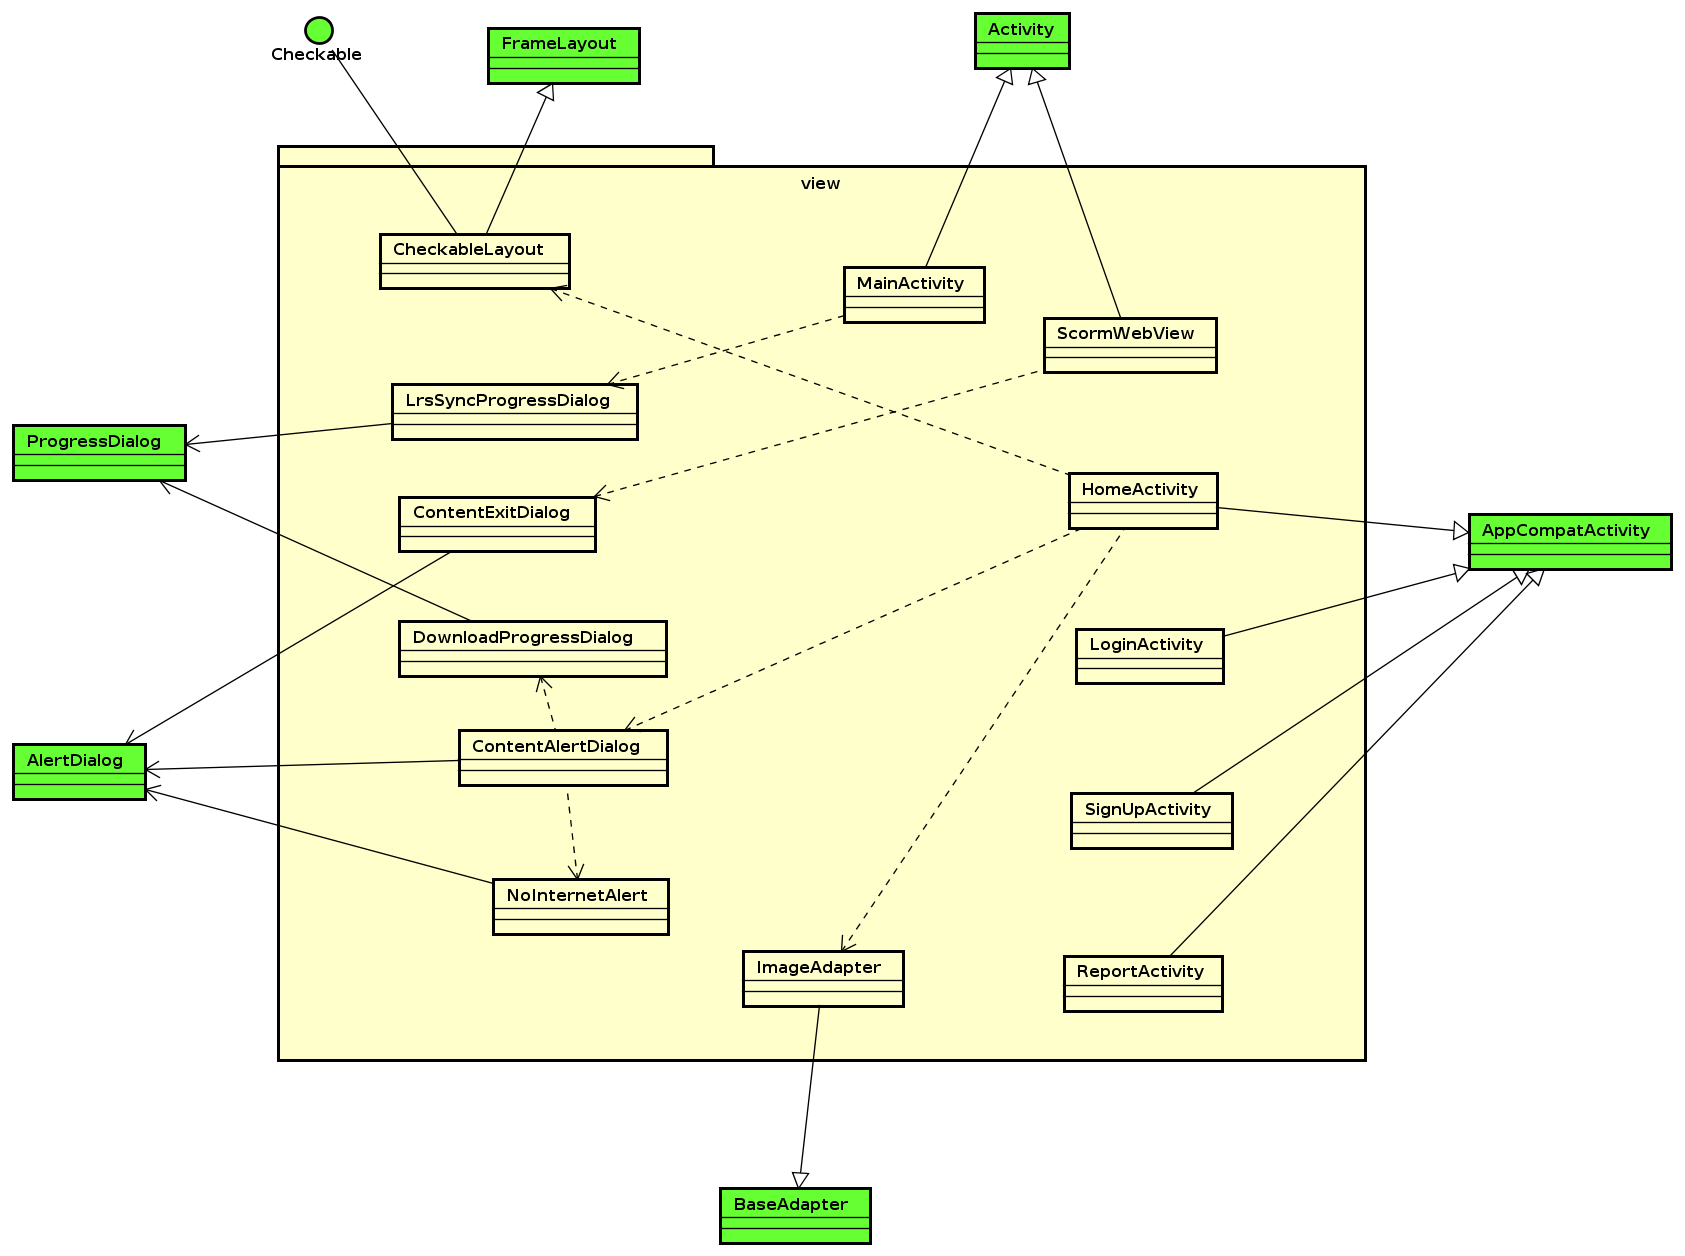 Checkable
FrameLayout
Activity
view
CheckableLayout
MainActivity
ScormWebView
LrsSyncProgressDialog
ProgressDialog
HomeActivity
ContentExitDialog
AppCompatActivity
DownloadProgressDialog
LoginActivity
ContentAlertDialog
AlertDialog
SignUpActivity
NoInternetAlert
ImageAdapter
ReportActivity
BaseAdapter